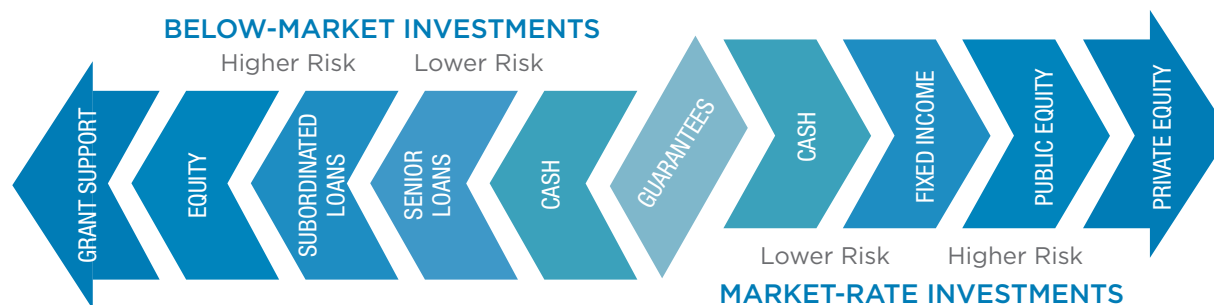 BELOW-MARKET INVESTMENTS
Higher Risk
Lower Risk
GRANT SUPPORT
EQUITY
SUBORDINATED
LOANS
SENIOR
LOANS
CASH
GUARANTEES
CASH
FIXED INCOME
PUBLIC EQUITY
PRIVATE EQUITY
Lower Risk
Higher Risk
MARKET-RATE INVESTMENTS